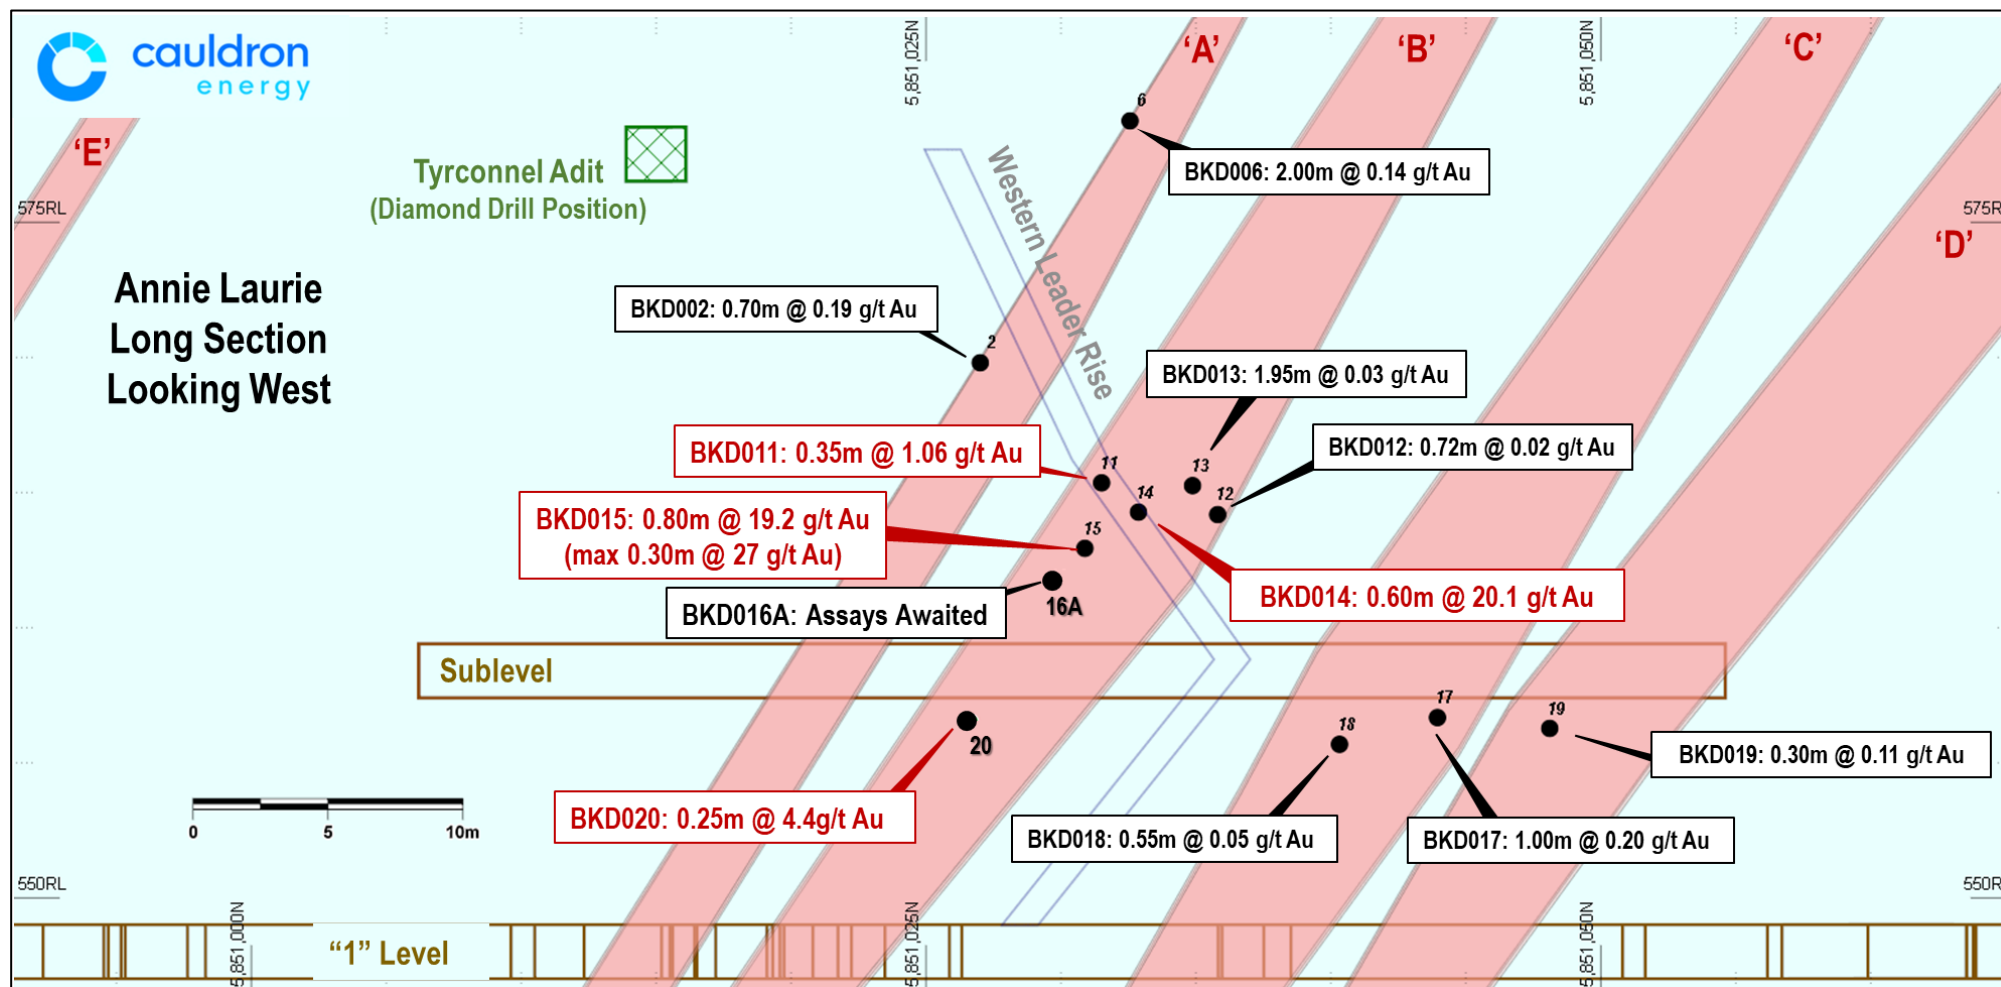 cauldron
energy
5,851,025N
5,851,050N
'A'
'B'
'C'
'D'
'E'
6
BKD006: 2.00m @ 0.14 g/t Au
Tyrconnel Adit
(Diamond Drill Position)
Western Leader Rise
575RL
575R
Annie Laurie
Long Section
Looking West
BKD002: 0.70m @ 0.19 g/t Au
2
BKD013: 1.95m @ 0.03 g/t Au
BKD011: 0.35m @ 1.06 g/t Au
11
13
BKD012: 0.72m @ 0.02 g/t Au
14
12
BKD015: 0.80m @ 19.2 g/t Au
(max 0.30m @ 27 g/t Au)
15
BKD014: 0.60m @ 20.1 g/t Au
BKD016A: Assays Awaited
16A
Sublevel
20
18
17
19
BKD019: 0.30m @ 0.11 g/t Au
0
5
10m
BKD020: 0.25m @ 4.4g/t Au
BKD018: 0.55m @ 0.05 g/t Au
BKD017: 1.00m @ 0.20 g/t Au
550RL
550R
5,851,000N
5,851,025N
5,851,050N
"1" Level